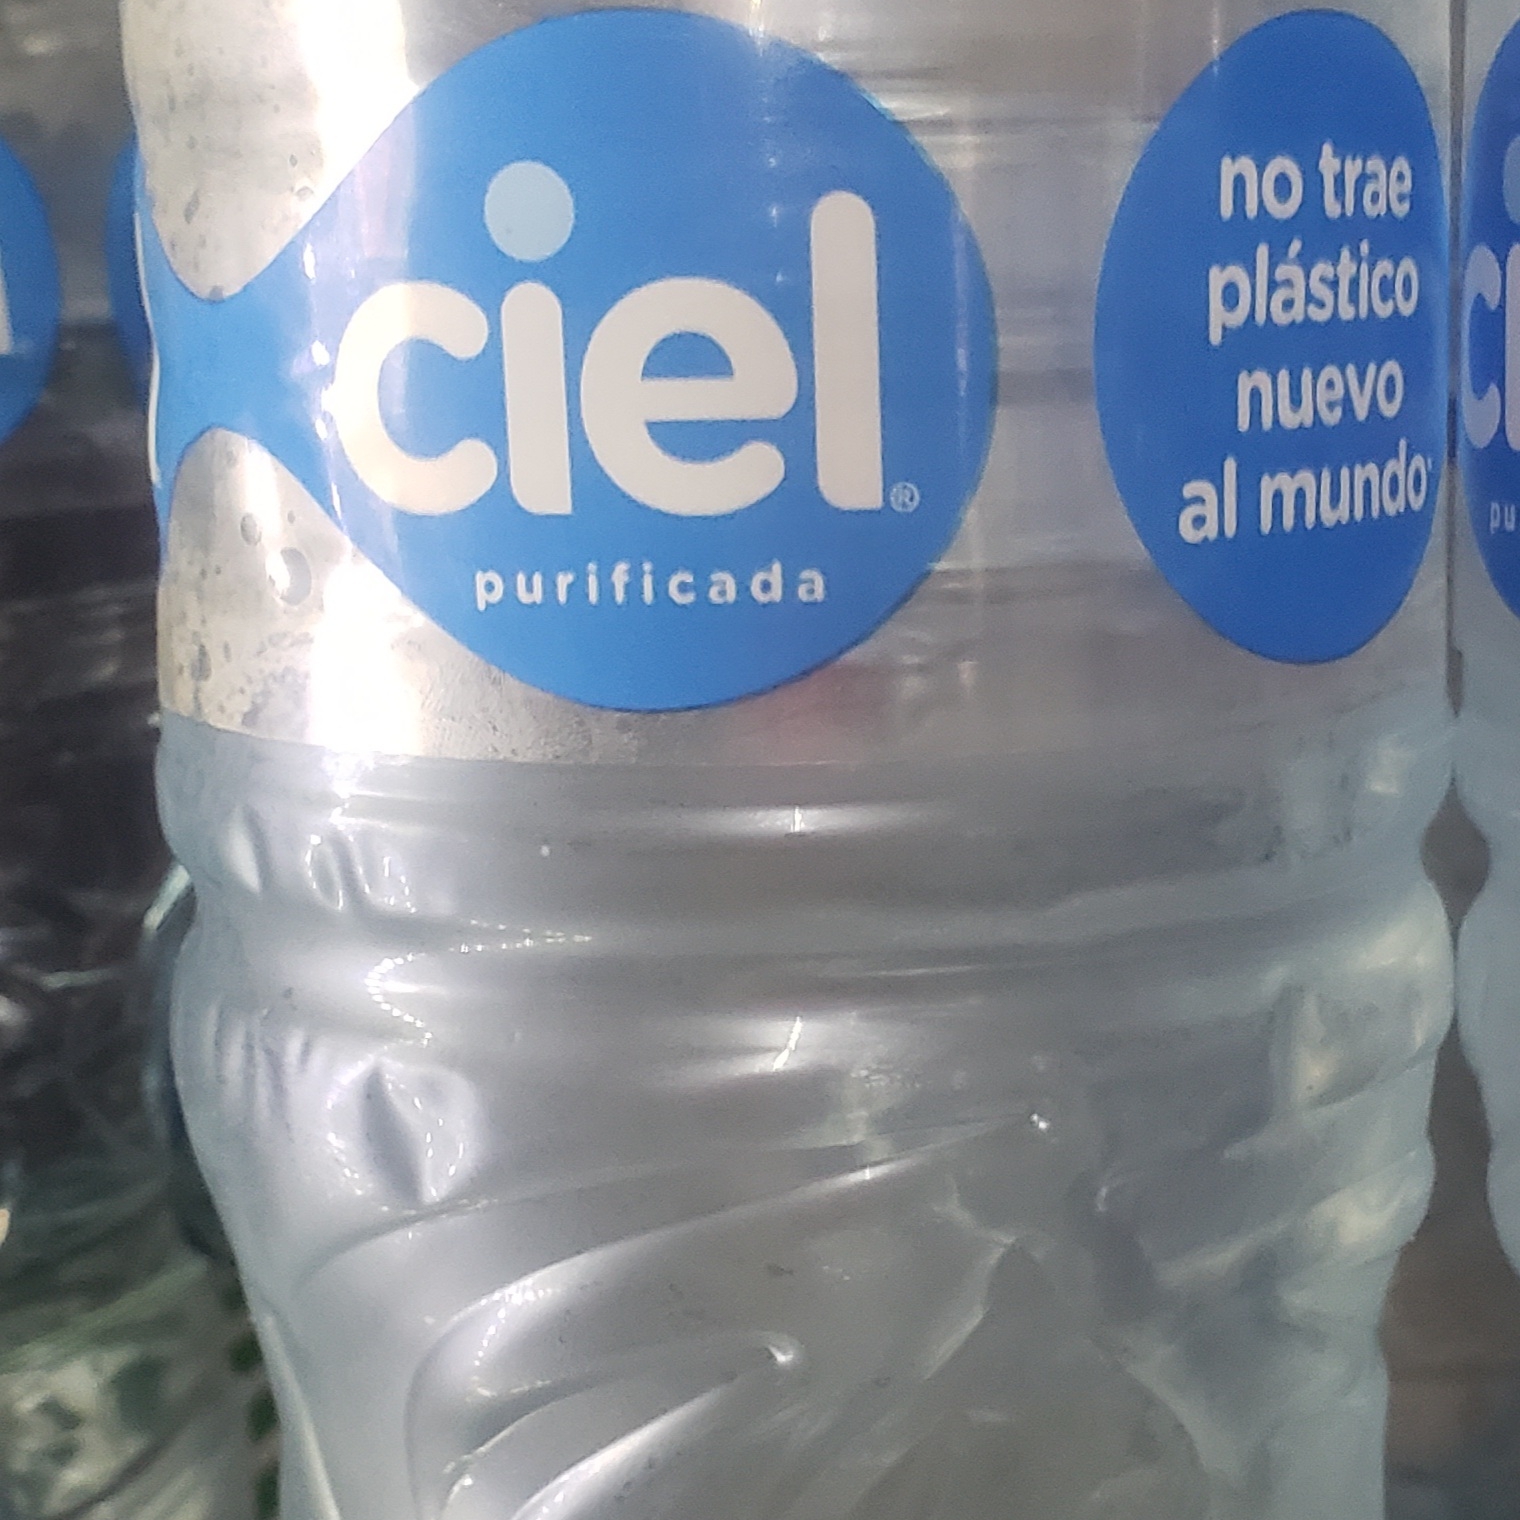 ciel®
purificada
no trae
plástico
nuevo
al mundo